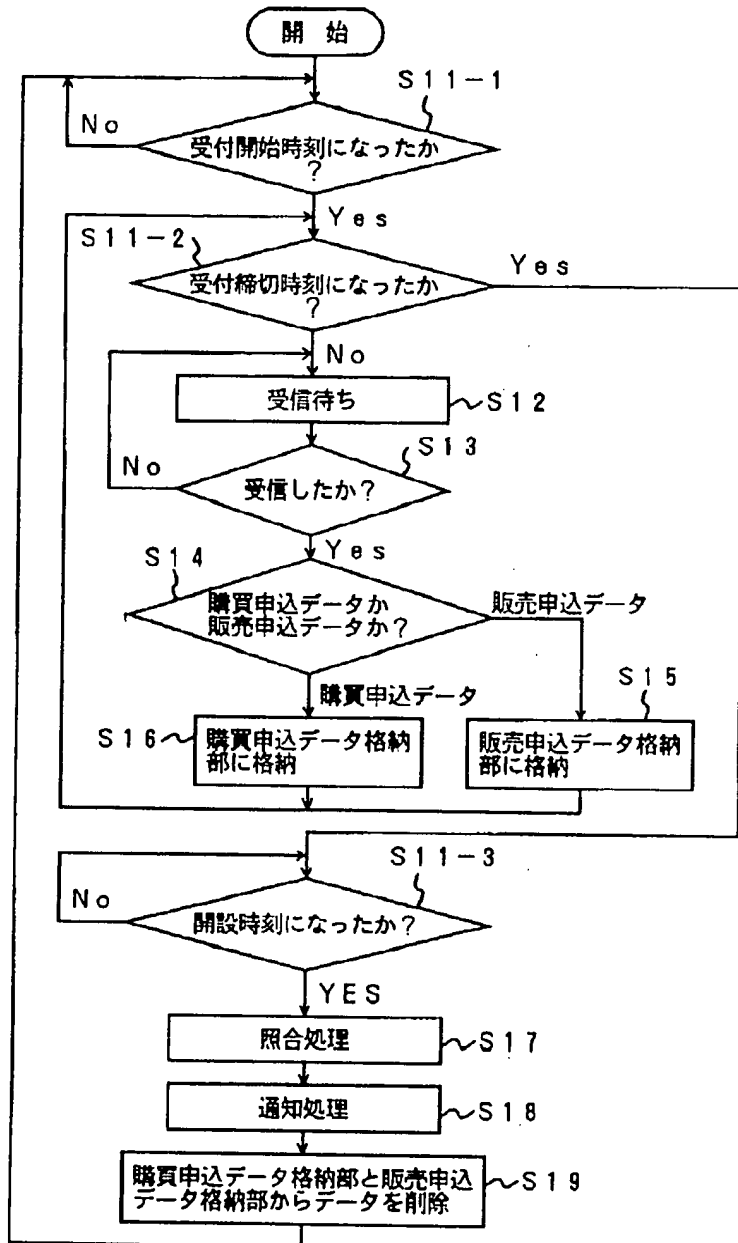 開 始
S11-1
No
受付開始時刻になったか
?
Yes
S11-2
受付締切時刻になったか
?
Yes
No
受信待ち
S12
S13
No
受信したか?
Yes
S14
購買申込データか
販売申込データか?
販売申込データ
購買申込データ
S15
S16
購買申込データ格納
部に格納
販売申込データ格納
部に格納
S11-3
No
開設時刻になったか?
YES
照合処理
S17
通知処理
S18
購買申込データ格納部と販売申込
データ格納部からデータを削除
S19